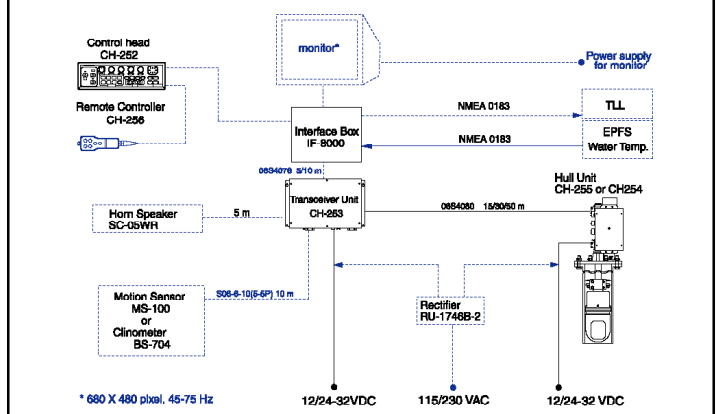 Control head
CH-252
monitor*
Power supply
for monitor
Remote Controller
CH-256
Interface Box
IF-8000
NMEA 0183
TLL
NMEA 0183
EPFS
Water Temp.
06S4076 5/10 m
Hull Unit
CH-255 or CH254
Transceiver Unit
CH-253
Horn Speaker
SC-05WR
5 m
06S4080 15/30/50 m
Motion Sensor
MS-100
or
Clinometer
BS-704
S06-6-10(5-5P) 10 m
Rectifier
RU-1746B-2
* 680 X 480 pixel, 45-75 Hz
12/24-32VDC
115/230 VAC
12/24-32 VDC